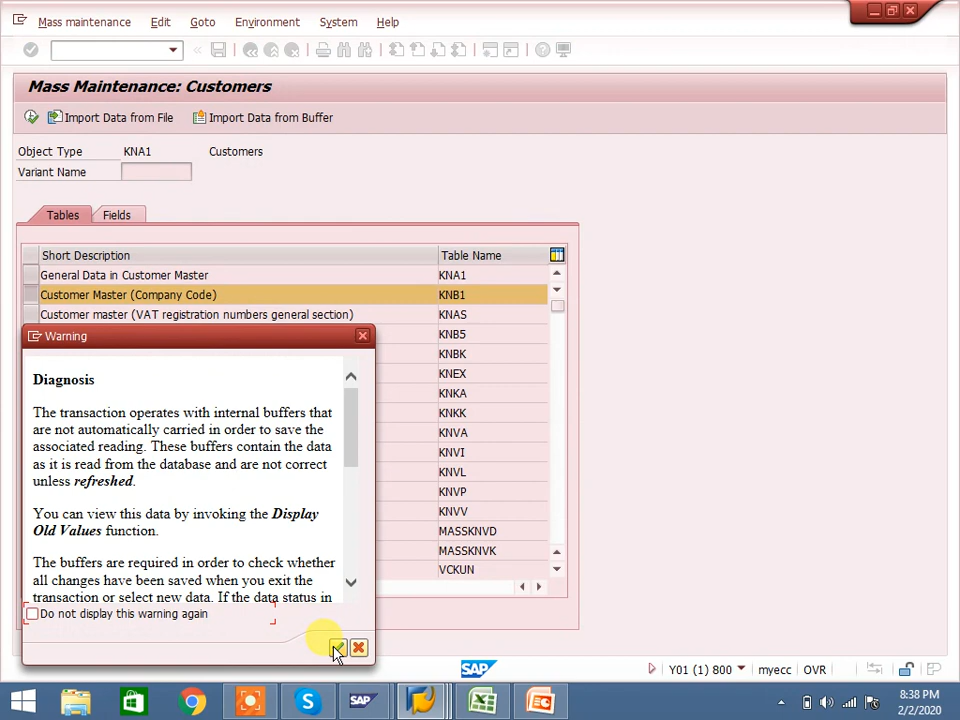 Mass maintenance Edit Goto Environment System Help
Mass Maintenance: Customers
Import Data from File Import Data from Buffer
Object Type KNA1 Customers
Variant Name
Tables Fields
Short Description Table Name
General Data in Customer Master KNA1
Customer Master (Company Code) KNB1
Customer master (VAT registration numbers general section) KNAS
KNB5
KNBK
KNEX
KNKA
KNKK
KNVA
KNVI
KNVL
KNVP
KNVV
MASSKNVD
MASSKNVK
VCKUN
Warning
Diagnosis
The transaction operates with internal buffers that
are not automatically carried in order to save the
associated reading. These buffers contain the data
as it is read from the database and are not correct
unless refreshed.
You can view this data by invoking the Display
Old Values function.
The buffers are required in order to check whether
all changes have been saved when you exit the
transaction or select new data. If the data status in
Do not display this warning again
SAP Y01 (1) 800 myecc OVR
SAP
8:38 PM
2/2/2020